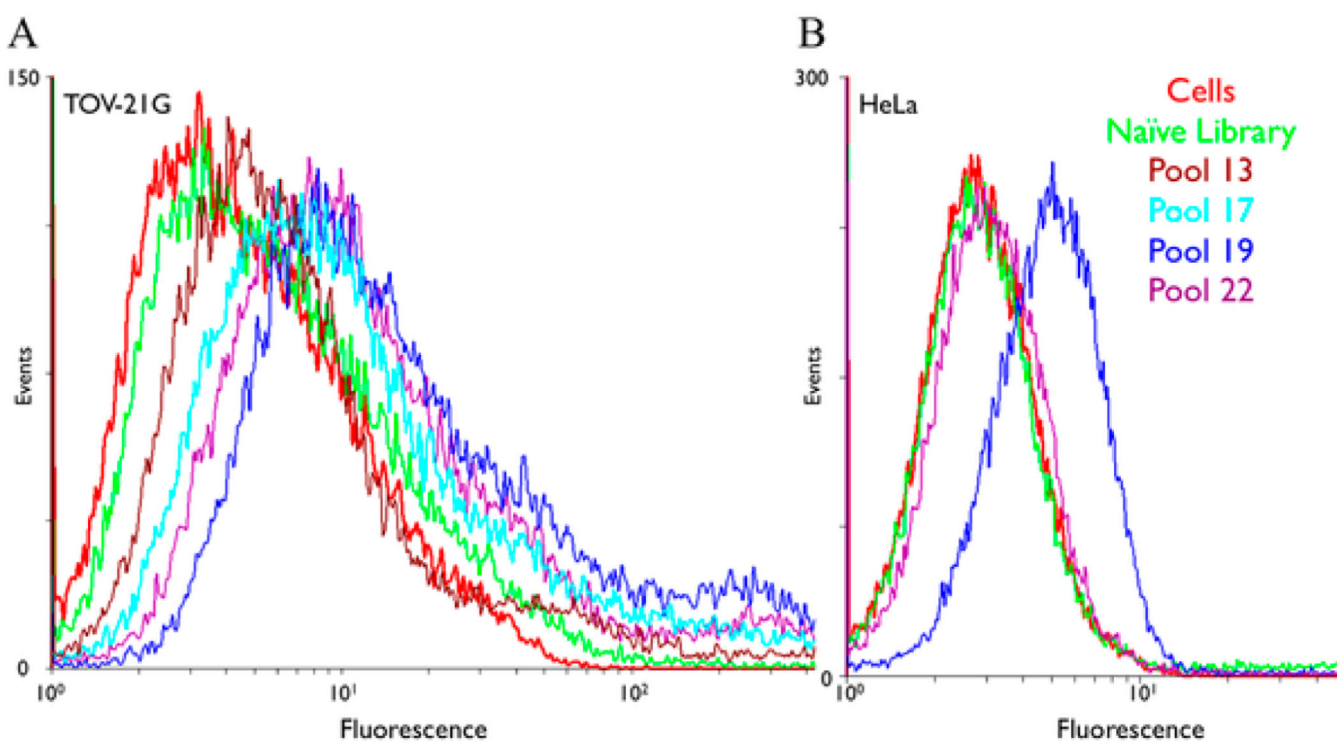 A
B
150
TOV-21G
Events
0
10⁰
10¹
10²
Fluorescence
300
HeLa
Cells
Naïve Library
Pool 13
Pool 17
Pool 19
Pool 22
Events
0
10⁰
10¹
Fluorescence